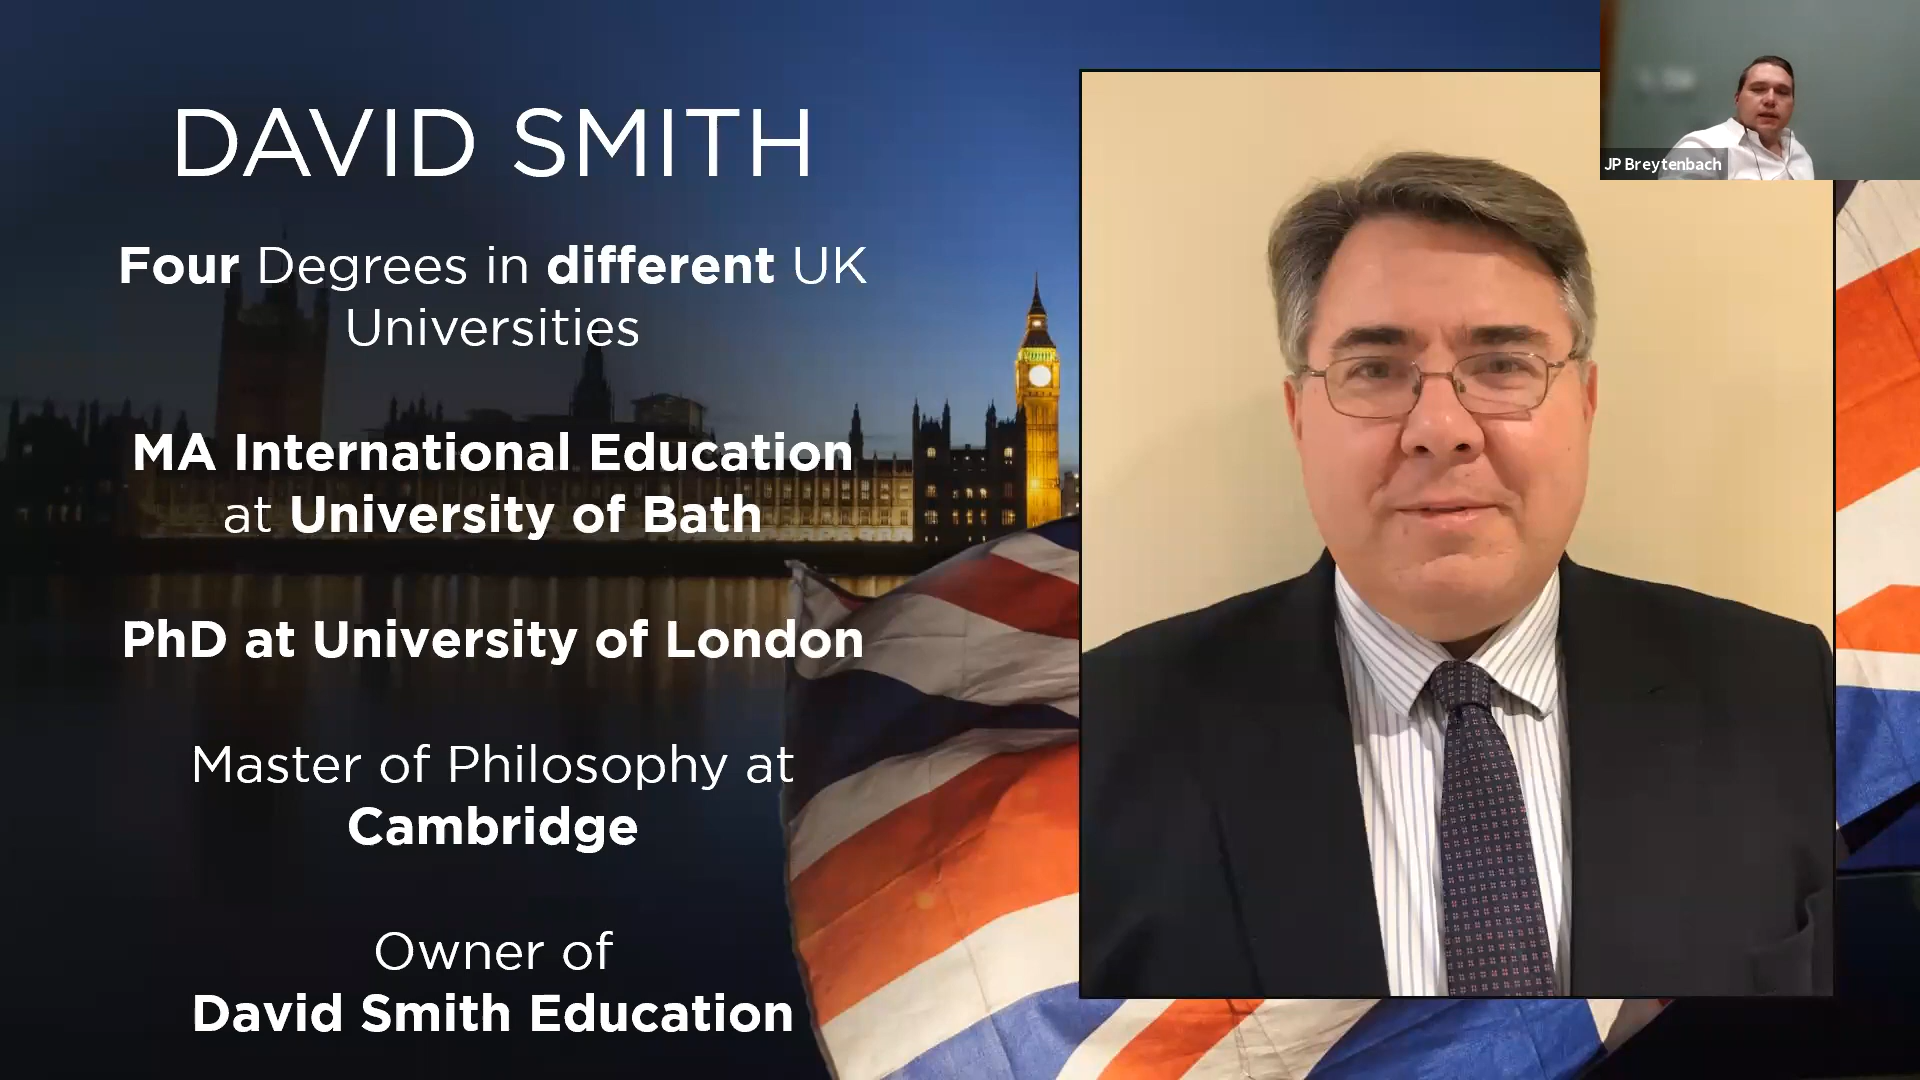 DAVID SMITH
Four Degrees in different UK
Universities
MA International Education
at University of Bath
PhD at University of London
Master of Philosophy at
Cambridge
Owner of
David Smith Education
JP Breytenbach